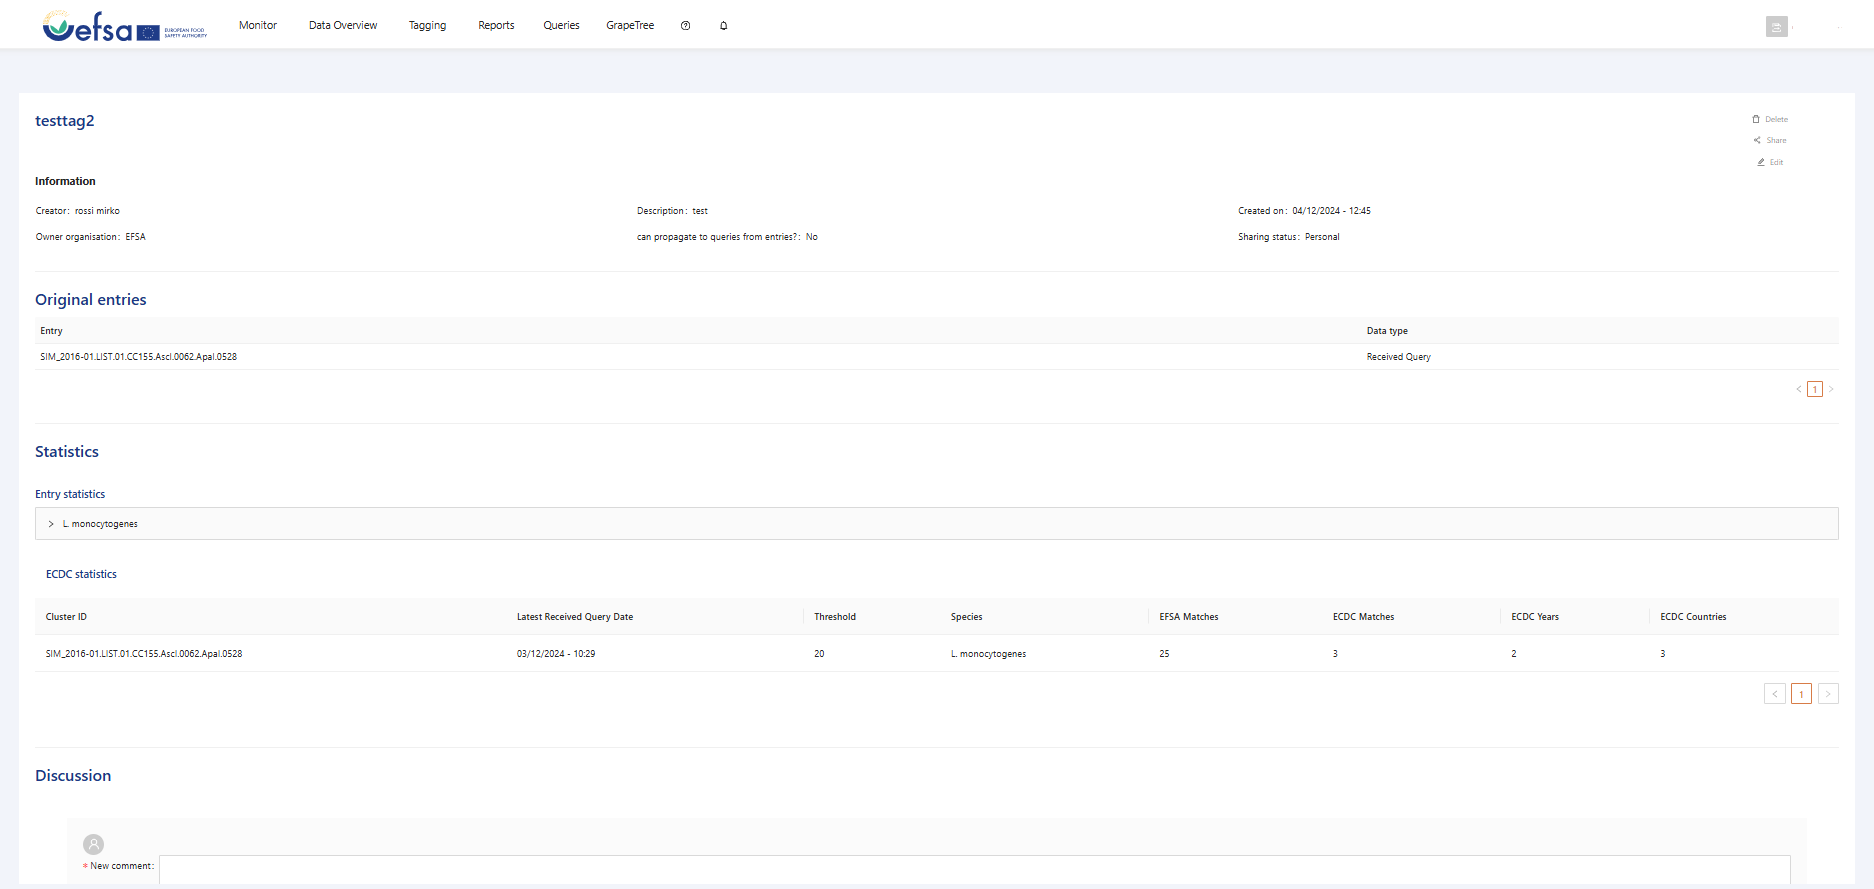 efsa EUROPEAN FOOD SAFETY AUTHORITY
Monitor Data Overview Tagging Reports Queries GrapeTree
testtag2
Delete
Share
Edit
Information
Creator: rossi mirko Description: test Created on: 04/12/2024 - 12:45
Owner organisation: EFSA can propagate to queries from entries?: No Sharing status: Personal
Original entries
Entry Data type
SIM_2016-01.LIST.01.CC155.Ascl.0062.Apal.0528 Received Query
< 1 >
Statistics
Entry statistics
> L. monocytogenes
ECDC statistics
Cluster ID Latest Received Query Date Threshold Species EFSA Matches ECDC Matches ECDC Years ECDC Countries
SIM_2016-01.LIST.01.CC155.Ascl.0062.Apal.0528 03/12/2024 - 10:29 20 L. monocytogenes 25 3 2 3
< 1 >
Discussion
* New comment: